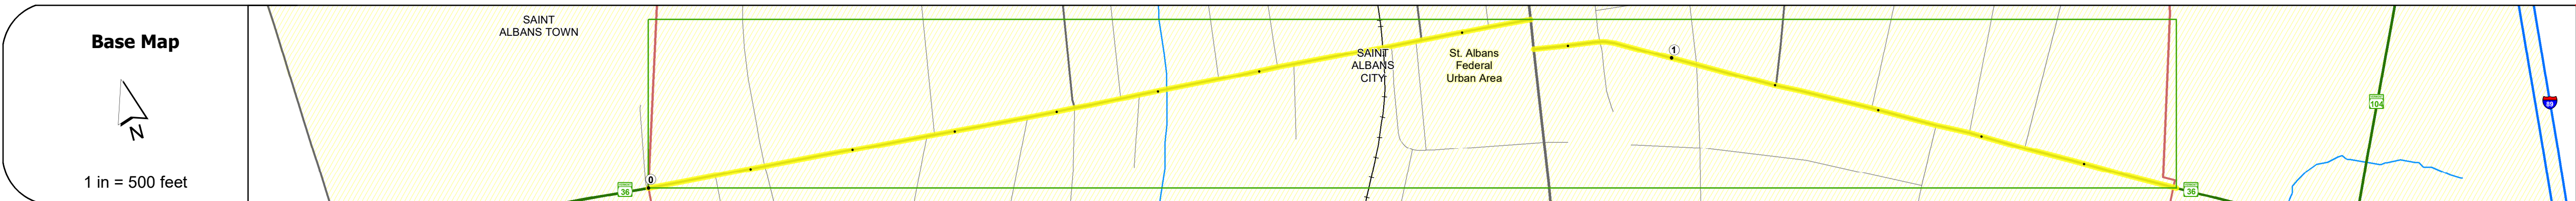 Base Map
N
1 in = 500 feet
SAINT
ALBANS TOWN
36
0
SAINT
ALBANS
CITY
St. Albans
Federal
Urban Area
1
36
104
89